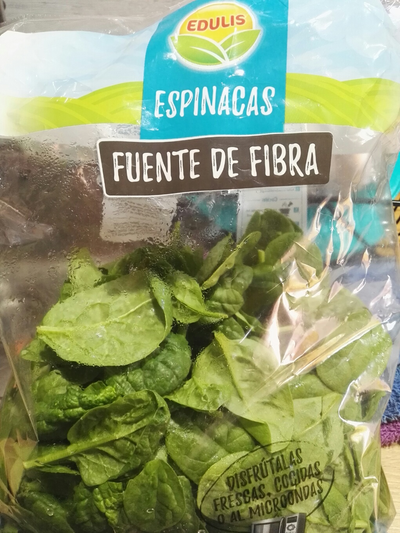 EDULIS
ESPINACAS
FUENTE DE FIBRA
DISFRÚTALAS
FRESCAS, COCIDAS
O AL MICROONDAS